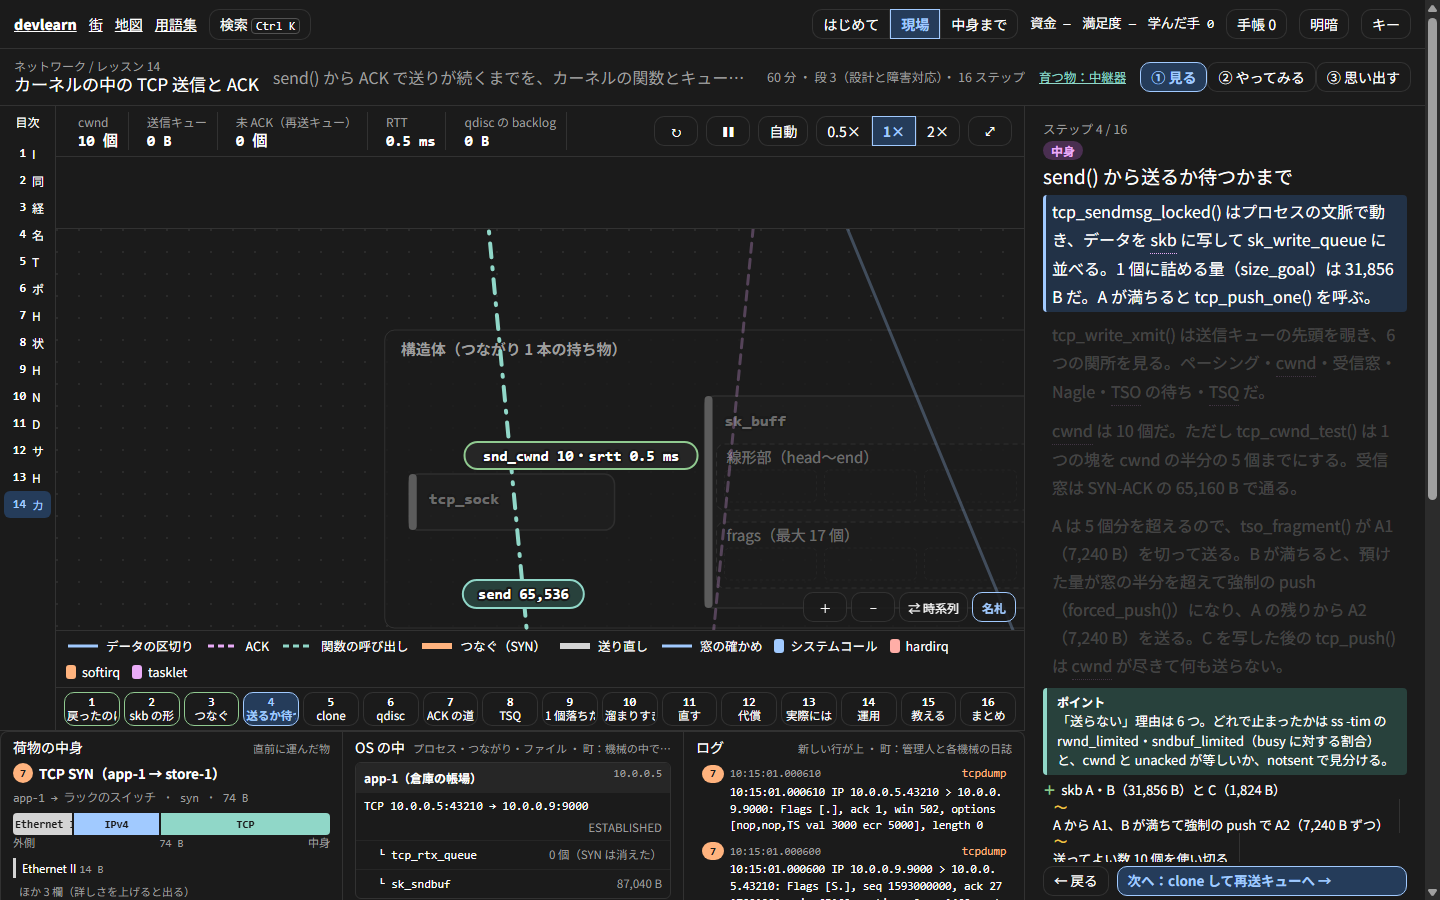 devlearn 街 地図 用語集 検索 Ctrl K はじめて 現場 中身まで 資金 − 満足度 − 学んだ手 0 手帳 0 明暗 キー
ネットワーク / レッスン 14
カーネルの中の TCP 送信と ACK send() から ACK で送りが続くまでを、カーネルの関数とキュー… 60 分 ・ 段 3（設計と障害対応）・ 16 ステップ 育つ物：中継器 ① 見る ② やってみる ③ 思い出す
目次
1 I
2 同
3 経
4 名
5 T
6 ポ
7 H
8 状
9 H
10 N
11 D
12 サ
13 H
14 カ
cwnd 送信キュー 未 ACK（再送キュー） RTT qdisc の backlog
10 個 0 B 0 個 0.5 ms 0 B
↻ 自動 0.5× 1× 2× ⤢
構造体（つながり 1 本の持ち物）
sk_buff
snd_cwnd 10・srtt 0.5 ms
線形部（head〜end）
tcp_sock
frags（最大 17 個）
send 65,536
+ − ⇄ 時系列 名札
データの区切り ACK 関数の呼び出し つなぐ（SYN） 送り直し 窓の確かめ システムコール hardirq
softirq tasklet
1 2 3 4 5 6 7 8 9 10 11 12 13 14 15 16
戻ったの skb の形 つなぐ 送るか待 clone qdisc ACK の道 TSQ 1 個落ちた 溜まりす 直す 代償 実際には 運用 教える まとめ
荷物の中身 直前に運んだ物
7 TCP SYN（app-1 → store-1）
app-1 → ラックのスイッチ ・ syn ・ 74 B
Ethernet IPv4 TCP
外側 74 B 中身
Ethernet II 14 B
ほか 3 欄（詳しさを上げると出る）
OS の中 プロセス・つながり・ファイル ・ 町：機械の中で…
app-1（倉庫の帳場） 10.0.0.5
TCP 10.0.0.5:43210 → 10.0.0.9:9000
ESTABLISHED
└ tcp_rtx_queue 0 個（SYN は消えた）
└ sk_sndbuf 87,040 B
ログ 新しい行が上 ・ 町：管理人と各機械の日誌
7 10:15:01.000610 tcpdump
10:15:01.000610 IP 10.0.0.5.43210 > 10.0.0.
9.9000: Flags [.], ack 1, win 502, options
[nop,nop,TS val 3000 ecr 5000], length 0
7 10:15:01.000600 tcpdump
10:15:01.000600 IP 10.0.0.9.9000 > 10.0.0.
5.43210: Flags [S.], seq 1593000000, ack 27
ステップ 4 / 16
中身
send() から送るか待つかまで
tcp_sendmsg_locked() はプロセスの文脈で動
き、データを skb に写して sk_write_queue に
並べる。1 個に詰める量（size_goal）は 31,856
B だ。A が満ちると tcp_push_one() を呼ぶ。
tcp_write_xmit() は送信キューの先頭を覗き、6
つの関所を見る。ペーシング・cwnd・受信窓・
Nagle・TSO の待ち・TSQ だ。
cwnd は 10 個だ。ただし tcp_cwnd_test() は 1
つの塊を cwnd の半分の 5 個までにする。受信
窓は SYN-ACK の 65,160 B で通る。
A は 5 個分を超えるので、tso_fragment() が A1
（7,240 B）を切って送る。B が満ちると、預け
た量が窓の半分を超えて強制の push
（forced_push()）になり、A の残りから A2
（7,240 B）を送る。C を写した後の tcp_push()
は cwnd が尽きて何も送らない。
ポイント
「送らない」理由は 6 つ。どれで止まったかは ss -tim の
rwnd_limited・sndbuf_limited（busy に対する割合）
と、cwnd と unacked が等しいか、notsent で見分ける。
+ skb A・B（31,856 B）と C（1,824 B）
〜
A から A1、B が満ちて強制の push で A2（7,240 B ずつ）
〜
送ってよい数 10 個を使い切る
← 戻る 次へ：clone して再送キューへ →